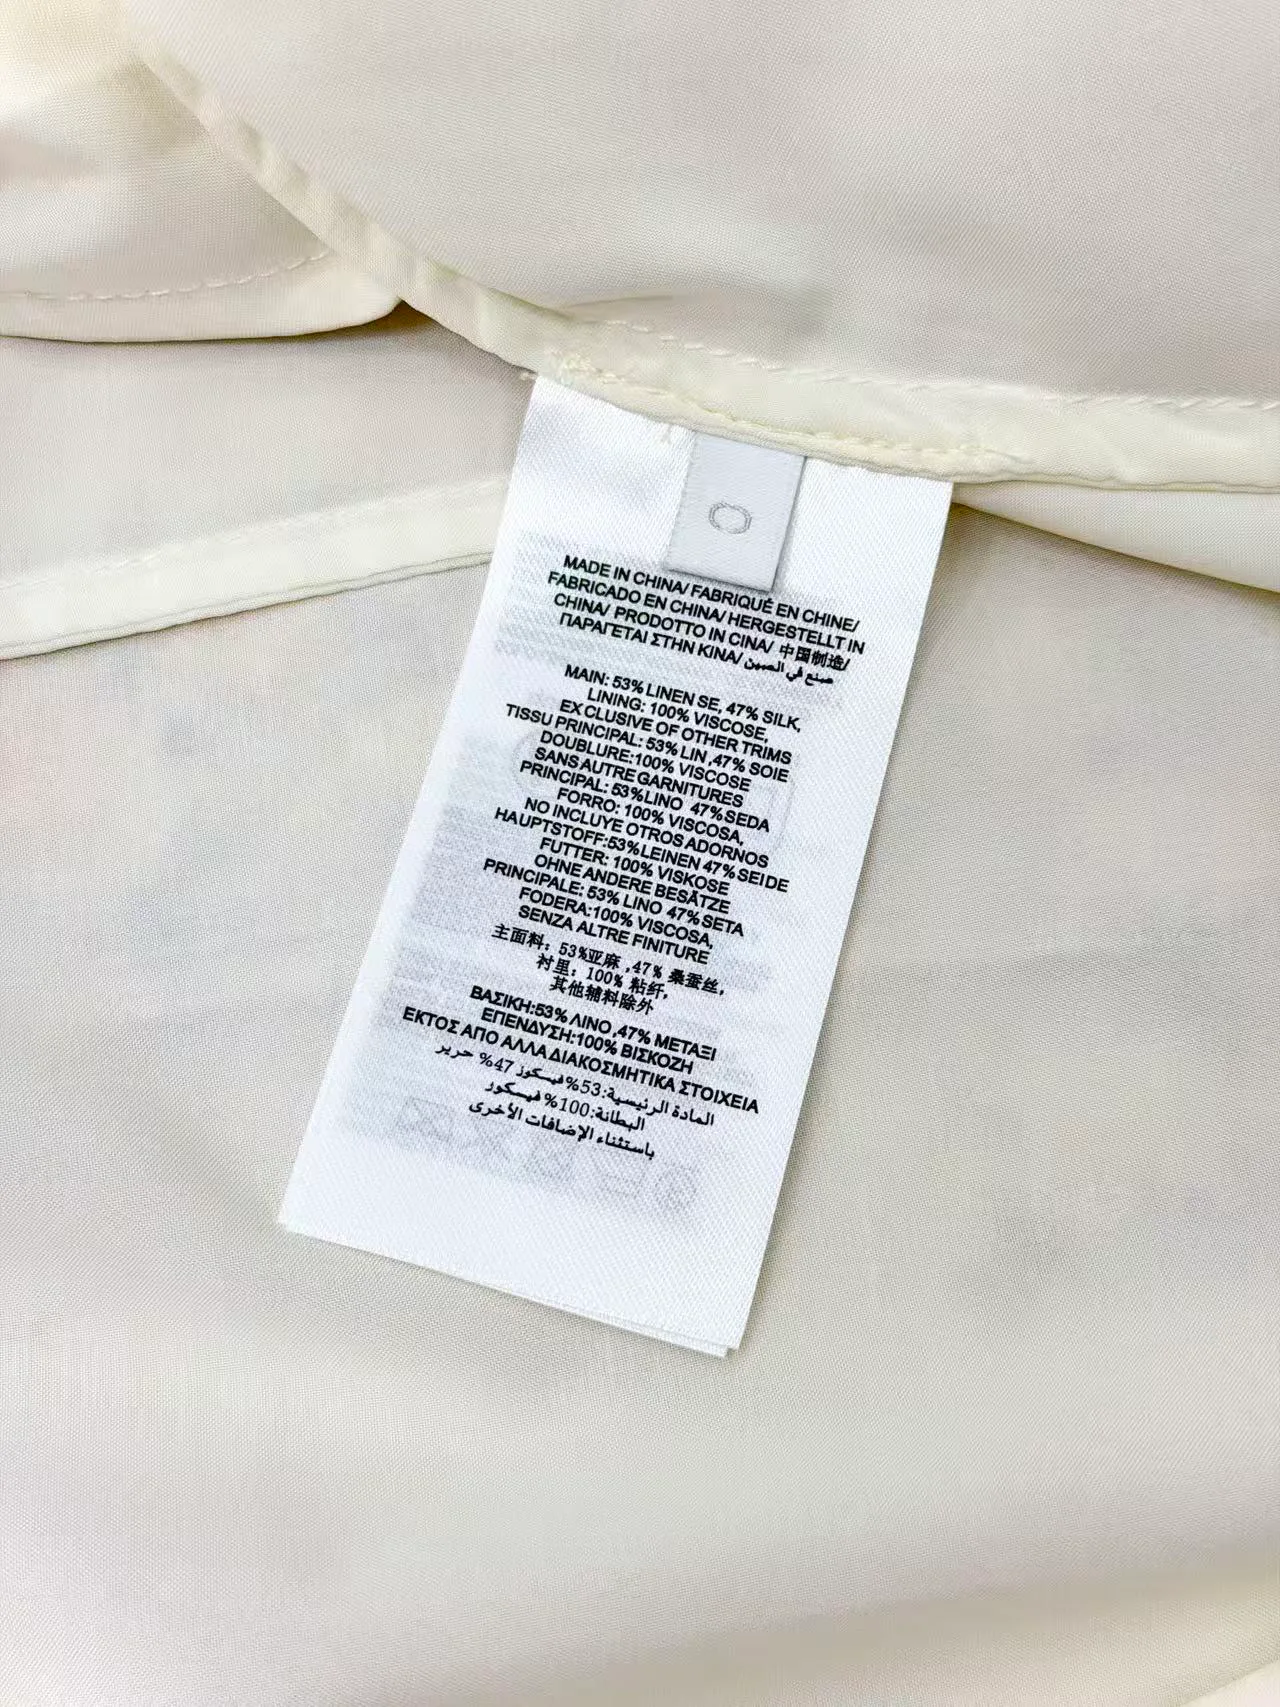 0
MADE IN CHINA/ FABRIQUÉ EN CHINE/
FABRICADO EN CHINA/ HERGESTELLT IN
CHINA/ PRODOTTO IN CINA/ 中国制造/
ΠΑΡΑΓΕΤΑΙ ΣΤΗΝ ΚΙΝΑ/ صنع في الصين
MAIN: 53% LINEN SE, 47% SILK,
LINING: 100% VISCOSE,
EXCLUSIVE OF OTHER TRIMS
TISSU PRINCIPAL: 53% LIN ,47% SOIE
DOUBLURE:100% VISCOSE
SANS AUTRE GARNITURES
PRINCIPAL: 53%LINO 47%SEDA
FORRO: 100% VISCOSA,
NO INCLUYE OTROS ADORNOS
HAUPTSTOFF:53%LEINEN 47%SEIDE
FUTTER: 100% VISKOSE
OHNE ANDERE BESÄTZE
PRINCIPALE: 53% LINO 47%SETA
FODERA:100% VISCOSA,
SENZA ALTRE FINITURE
主面料：53%亚麻 ,47% 桑蚕丝,
衬里：100% 粘纤,
其他辅料除外
ΒΑΣΙΚΗ:53% ΛΙΝΟ ,47% ΜΕΤΑΞΙ
ΕΠΕΝΔΥΣΗ:100% ΒΙΣΚΟΖΗ
ΕΚΤΟΣ ΑΠΟ ΑΛΛΑ ΔΙΑΚΟΣΜΗΤΙΚΑ ΣΤΟΙΧΕΙΑ
المادة الرئيسية:53%فيسكوز 47% حرير
البطانة:100%فيسكور
باستثناء الإضافات الأخرى